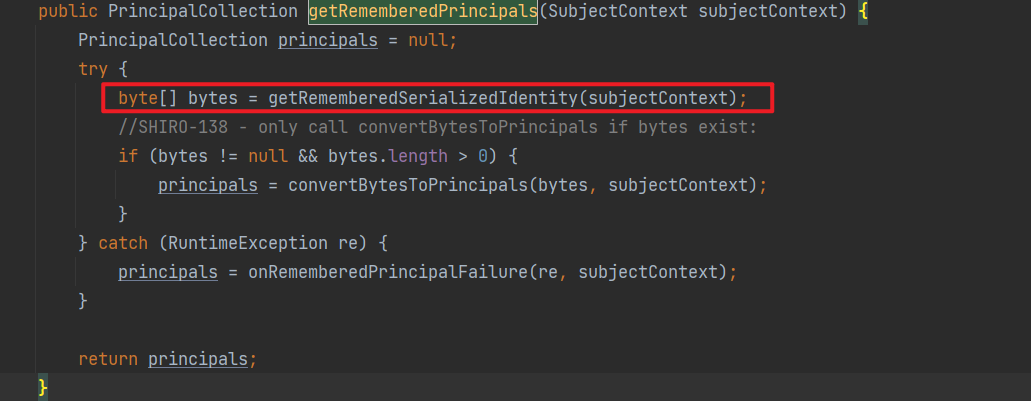 public PrincipalCollection getRememberedPrincipals(SubjectContext subjectContext) {
    PrincipalCollection principals = null;
    try {
        byte[] bytes = getRememberedSerializedIdentity(subjectContext);
        //SHIRO-138 - only call convertBytesToPrincipals if bytes exist:
        if (bytes != null && bytes.length > 0) {
            principals = convertBytesToPrincipals(bytes, subjectContext);
        }
    } catch (RuntimeException re) {
        principals = onRememberedPrincipalFailure(re, subjectContext);
    }
    return principals;
}